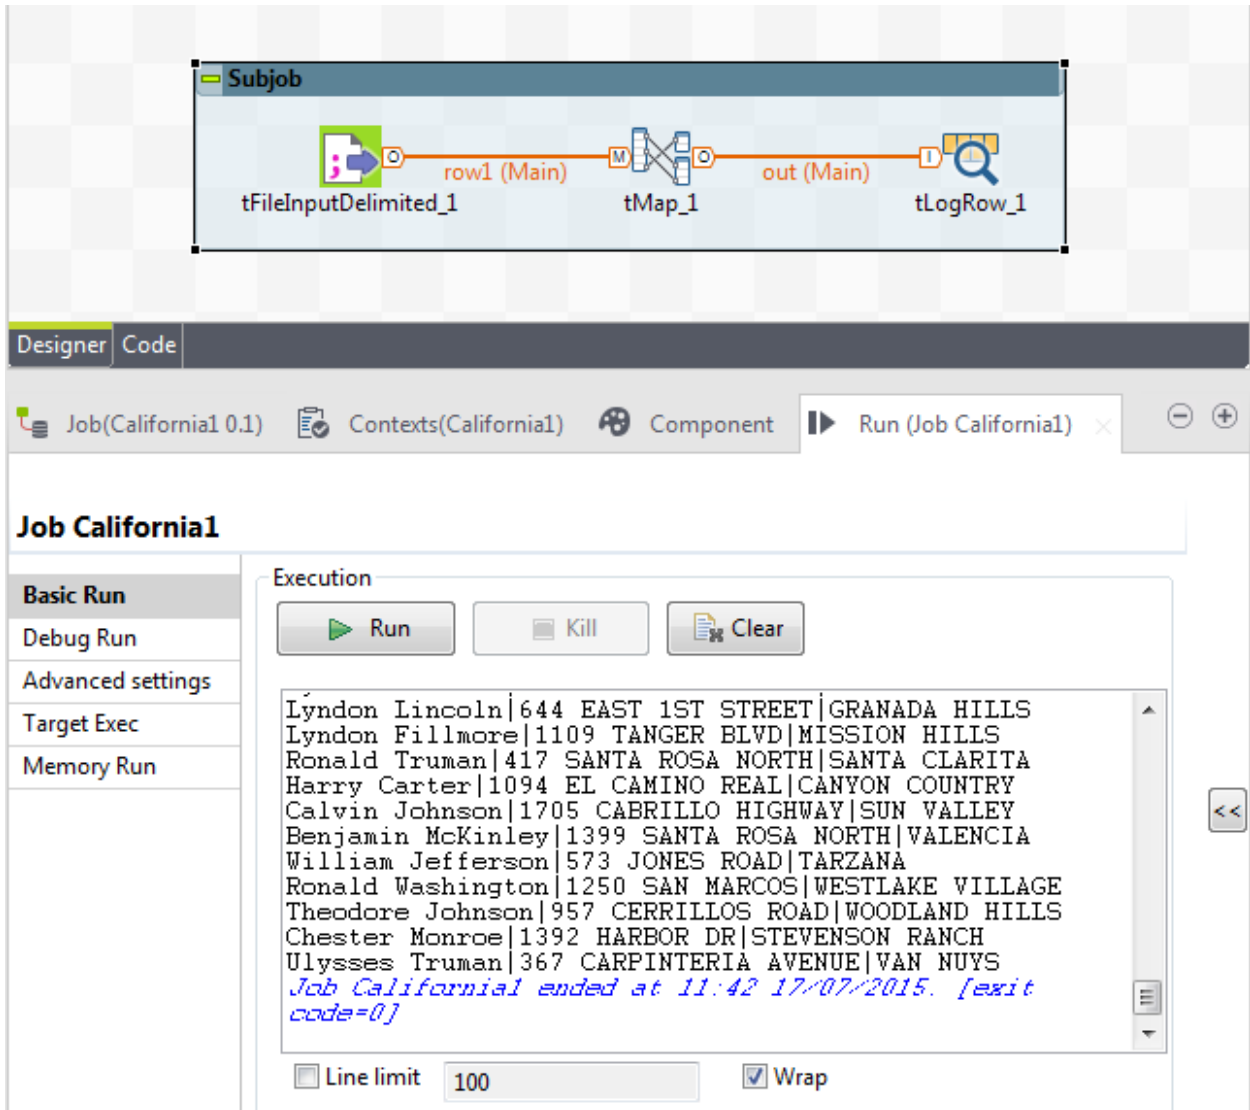 Subjob
row1 (Main)
out (Main)
tFileInputDelimited_1
tMap_1
tLogRow_1
Designer
Code
Job(California1 0.1)
Contexts(California1)
Component
Run (Job California1)
Job California1
Basic Run
Debug Run
Advanced settings
Target Exec
Memory Run
Execution
Run
Kill
Clear
Lyndon Lincoln|644 EAST 1ST STREET|GRANADA HILLS
Lyndon Fillmore|1109 TANGER BLVD|MISSION HILLS
Ronald Truman|417 SANTA ROSA NORTH|SANTA CLARITA
Harry Carter|1094 EL CAMINO REAL|CANYON COUNTRY
Calvin Johnson|1705 CABRILLO HIGHWAY|SUN VALLEY
Benjamin McKinley|1399 SANTA ROSA NORTH|VALENCIA
William Jefferson|573 JONES ROAD|TARZANA
Ronald Washington|1250 SAN MARCOS|WESTLAKE VILLAGE
Theodore Johnson|957 CERRILLOS ROAD|WOODLAND HILLS
Chester Monroe|1392 HARBOR DR|STEVENSON RANCH
Ulysses Truman|367 CARPINTERIA AVENUE|VAN NUYS
Job California1 ended at 11:42 17/07/2015. [exit
code=0]
<<
Line limit
100
Wrap